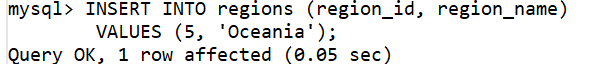 mysql> INSERT INTO regions (region_id, region_name)
VALUES (5, 'Oceania');
Query OK, 1 row affected (0.05 sec)